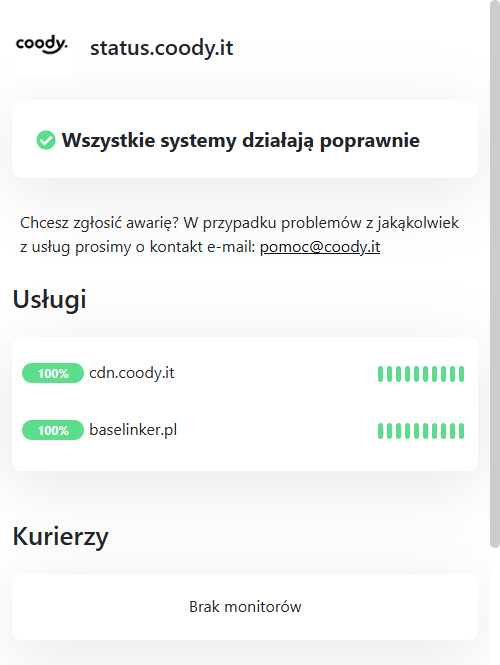 coody.
status.coody.it
Wszystkie systemy działają poprawnie
Chcesz zgłosić awarię? W przypadku problemów z jakąkolwiek
z usług prosimy o kontakt e-mail: pomoc@coody.it
Usługi
100% cdn.coody.it
100% baselinker.pl
Kurierzy
Brak monitorów